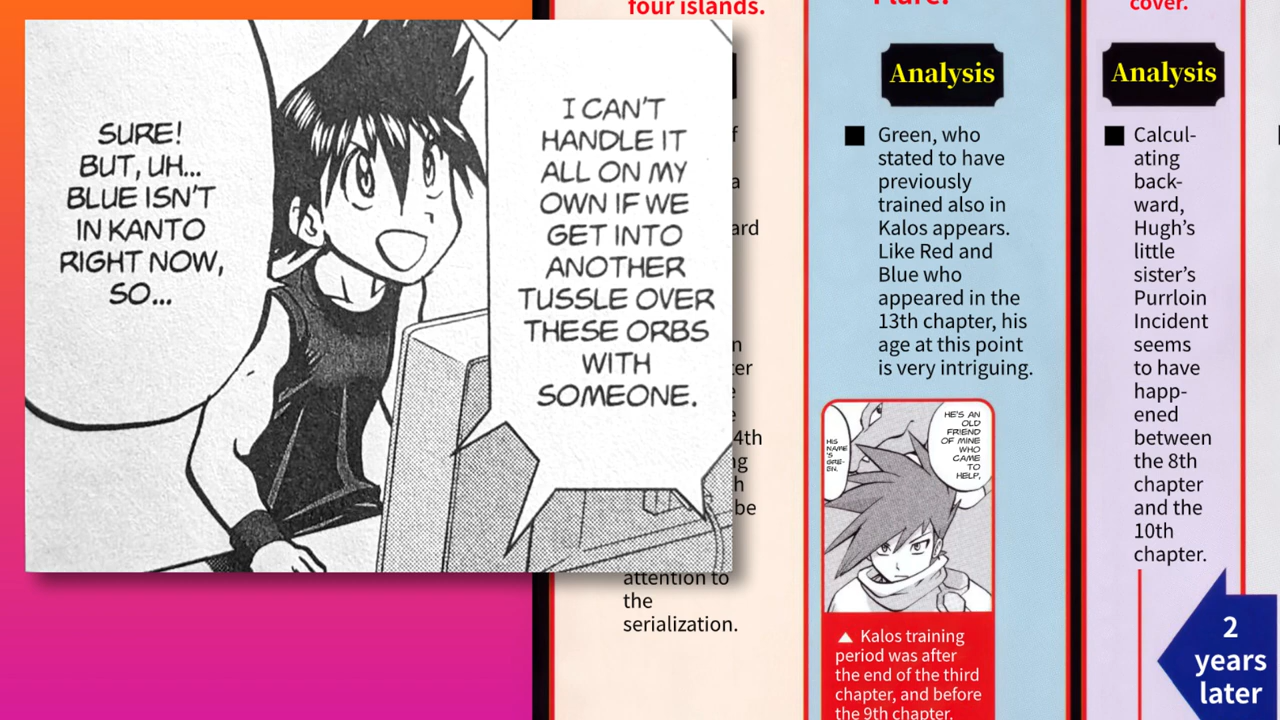 SURE!
BUT, UH...
BLUE ISN'T
IN KANTO
RIGHT NOW,
SO...
I CAN'T
HANDLE IT
ALL ON MY
OWN IF WE
GET INTO
ANOTHER
TUSSLE OVER
THESE ORBS
WITH
SOMEONE.
four islands.
attention to
the
serialization.
Analysis
■ Green, who
stated to have
previously
trained also in
Kalos appears.
Like Red and
Blue who
appeared in the
13th chapter, his
age at this point
is very intriguing.
HIS
NAME
'S
GRE-
EN.
HE'S AN
OLD
FRIEND
OF MINE
WHO
CAME
TO
HELP.
▲ Kalos training
period was after
the end of the third
chapter, and before
the 9th chapter.
cover.
Analysis
■ Calcul-
ating
back-
ward,
Hugh's
little
sister's
Purrloin
Incident
seems
to have
happ-
ened
between
the 8th
chapter
and the
10th
chapter.
2
years
later